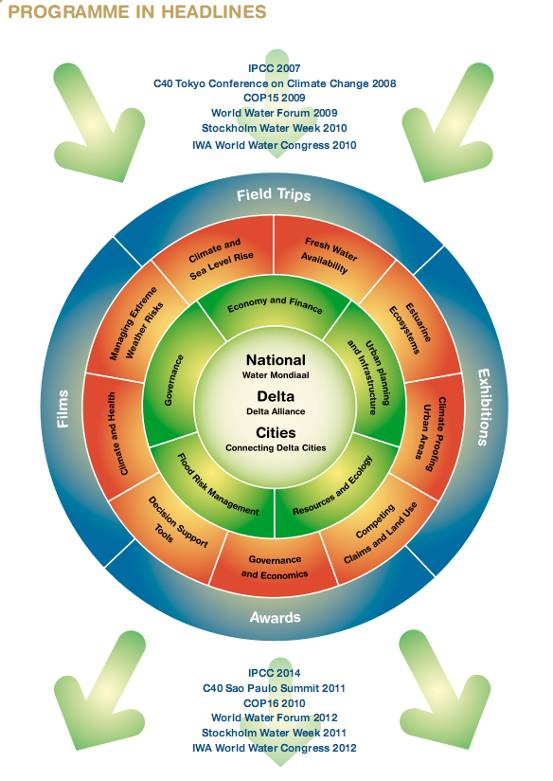 PROGRAMME IN HEADLINES
IPCC 2007
C40 Tokyo Conference on Climate Change 2008
COP15 2009
World Water Forum 2009
Stockholm Water Week 2010
IWA World Water Congress 2010
Field Trips
Climate and
Sea Level Rise
Fresh Water
Availability
Managing Extreme
Weather Risks
Estuarine
Ecosystems
Economy and Finance
Governance
Urban planning
and infrastructure
National
Water Mondiaal
Delta
Delta Alliance
Cities
Connecting Delta Cities
Films
Exhibitions
Climate and Health
Climate Proofing
Urban Areas
Flood Risk Management
Resources and Ecology
Decision Support
Tools
Competing
Claims and Land Use
Governance
and Economics
Awards
IPCC 2014
C40 Sao Paulo Summit 2011
COP16 2010
World Water Forum 2012
Stockholm Water Week 2011
IWA World Water Congress 2012